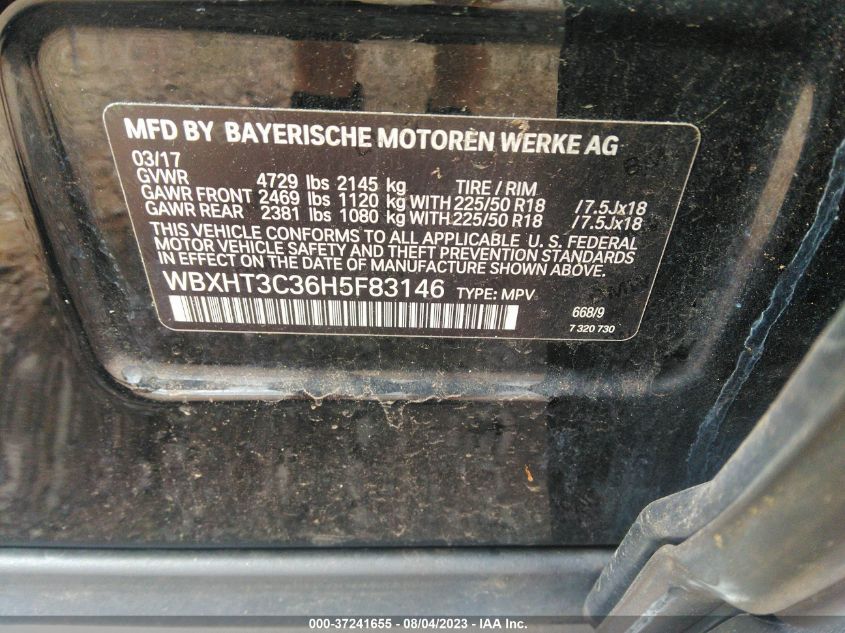 MFD BY BAYERISCHE MOTOREN WERKE AG
03/17
GVWR 4729 lbs 2145 kg TIRE / RIM
GAWR FRONT 2469 lbs 1120 kg WITH 225/50 R18 /7.5Jx18
GAWR REAR 2381 lbs 1080 kg WITH 225/50 R18 /7.5Jx18
THIS VEHICLE CONFORMS TO ALL APPLICABLE U. S. FEDERAL
MOTOR VEHICLE SAFETY AND THEFT PREVENTION STANDARDS
IN EFFECT ON THE DATE OF MANUFACTURE SHOWN ABOVE.
WBXHT3C36H5F83146 TYPE: MPV
668/9
7 320 730
000-37241655 - 08/04/2023 - IAA Inc.